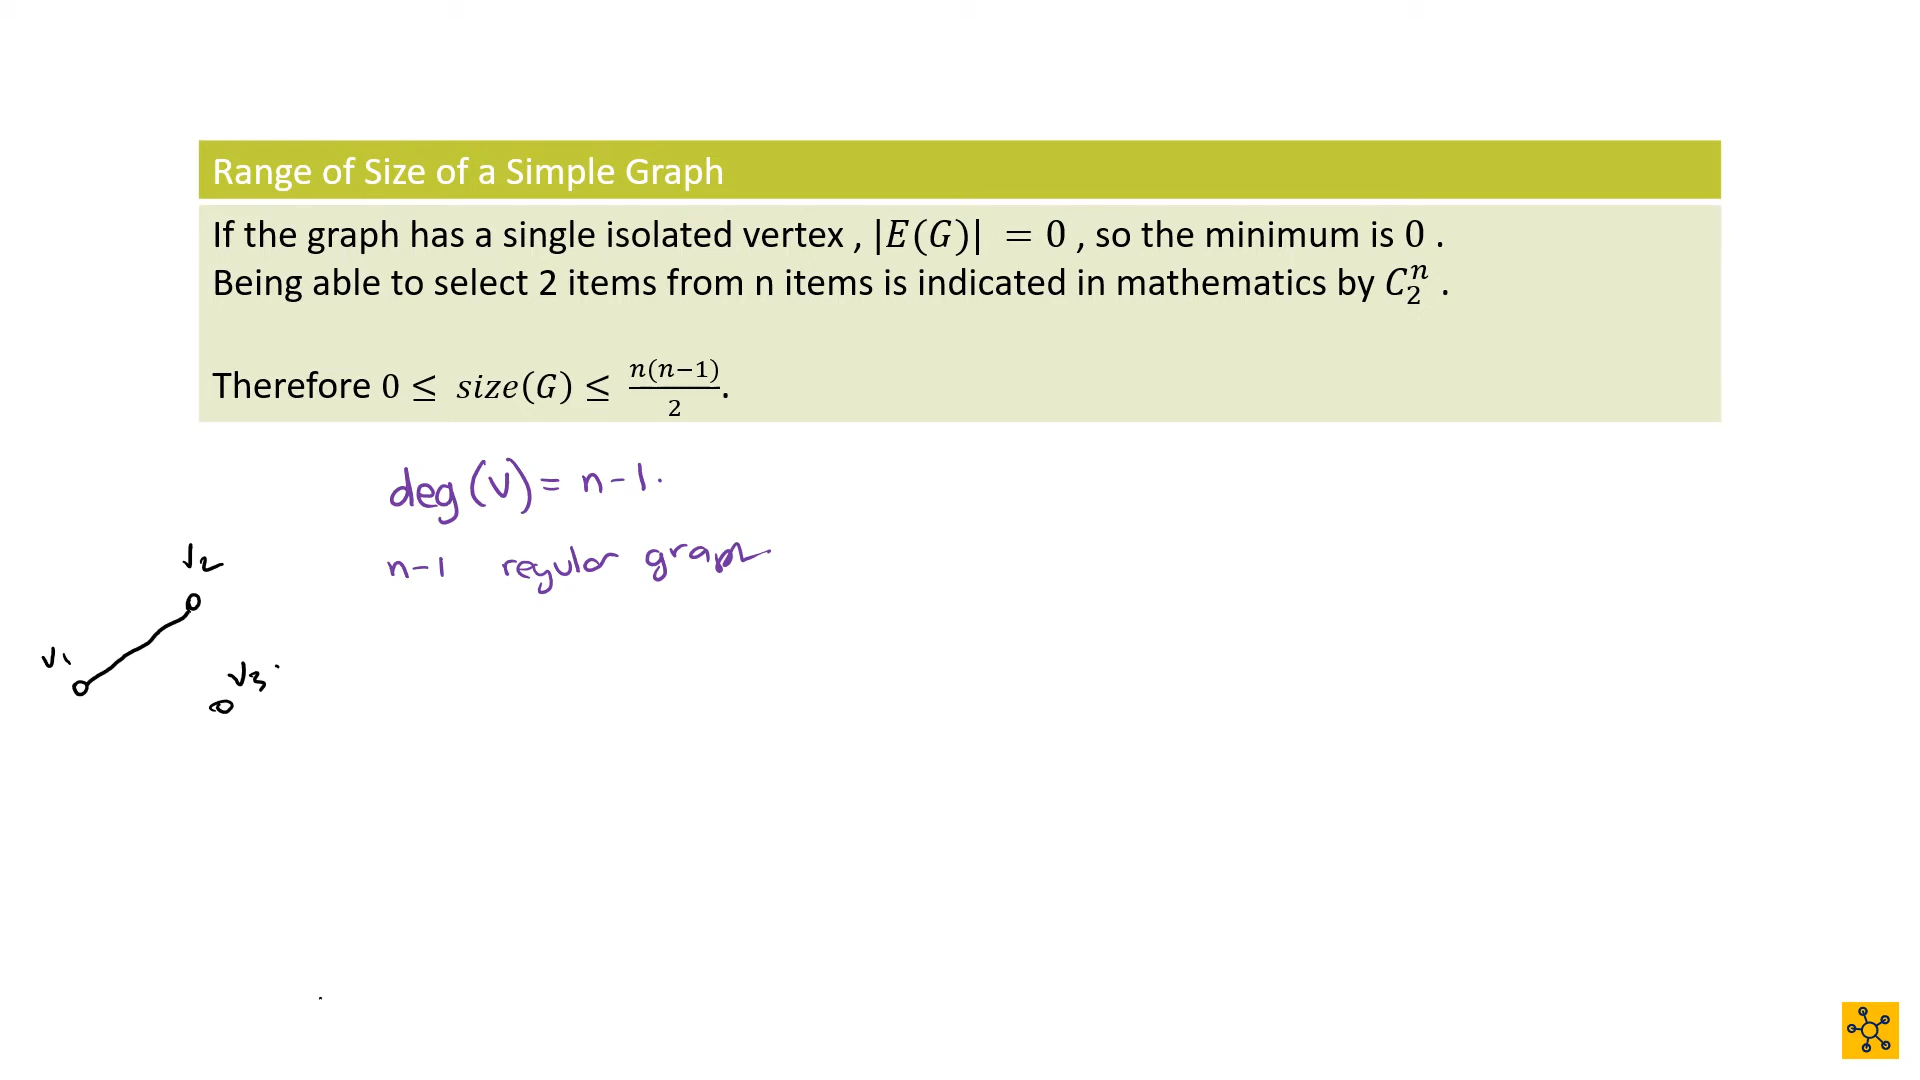 Range of Size of a Simple Graph
If the graph has a single isolated vertex , |E(G)| = 0 , so the minimum is 0 .
Being able to select 2 items from n items is indicated in mathematics by C₂ⁿ .
Therefore 0 ≤ size(G) ≤ n(n−1)/2.
deg(v) = n-1.
n-1 regular graph
v₂
v₁
v₃